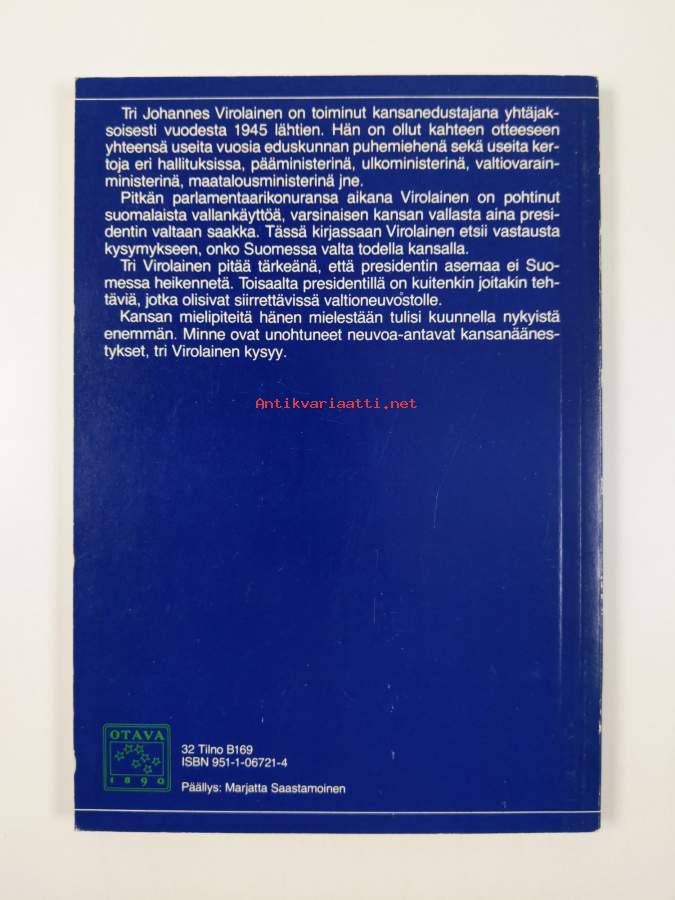 Tri Johannes Virolainen on toiminut kansanedustajana yhtäjak-
soisesti vuodesta 1945 lähtien. Hän on ollut kahteen otteeseen
yhteensä useita vuosia eduskunnan puhemiehenä sekä useita ker-
toja eri hallituksissa, pääministerinä, ulkoministerinä, valtiovarain-
ministerinä, maatalousministerinä jne.
Pitkän parlamentaarikonuransa aikana Virolainen on pohtinut
suomalaista vallankäyttöä, varsinaisen kansan vallasta aina presi-
dentin valtaan saakka. Tässä kirjassaan Virolainen etsii vastausta
kysymykseen, onko Suomessa valta todella kansalla.
Tri Virolainen pitää tärkeänä, että presidentin asemaa ei Suo-
messa heikennetä. Toisaalta presidentillä on kuitenkin joitakin teh-
täviä, jotka olisivat siirrettävissä valtioneuvostolle.
Kansan mielipiteitä hänen mielestään tulisi kuunnella nykyistä
enemmän. Minne ovat unohtuneet neuvoa-antavat kansanäänes-
tykset, tri Virolainen kysyy.
Antikvariaatti.net
OTAVA
1890
32 Tilno B169
ISBN 951-1-06721-4
Päällys: Marjatta Saastamoinen